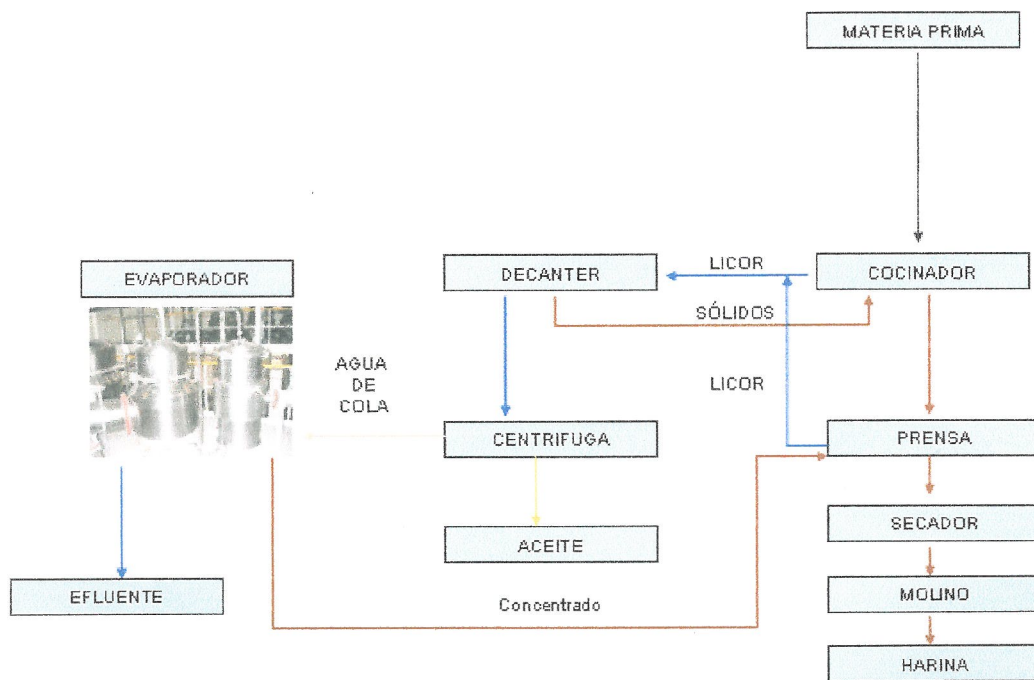 MATERIA PRIMA
EVAPORADOR
DECANTER
LICOR
COCINADOR
SÓLIDOS
AGUA
DE
COLA
LICOR
CENTRIFUGA
PRENSA
SECADOR
ACEITE
EFLUENTE
Concentrado
MOLINO
HARINA